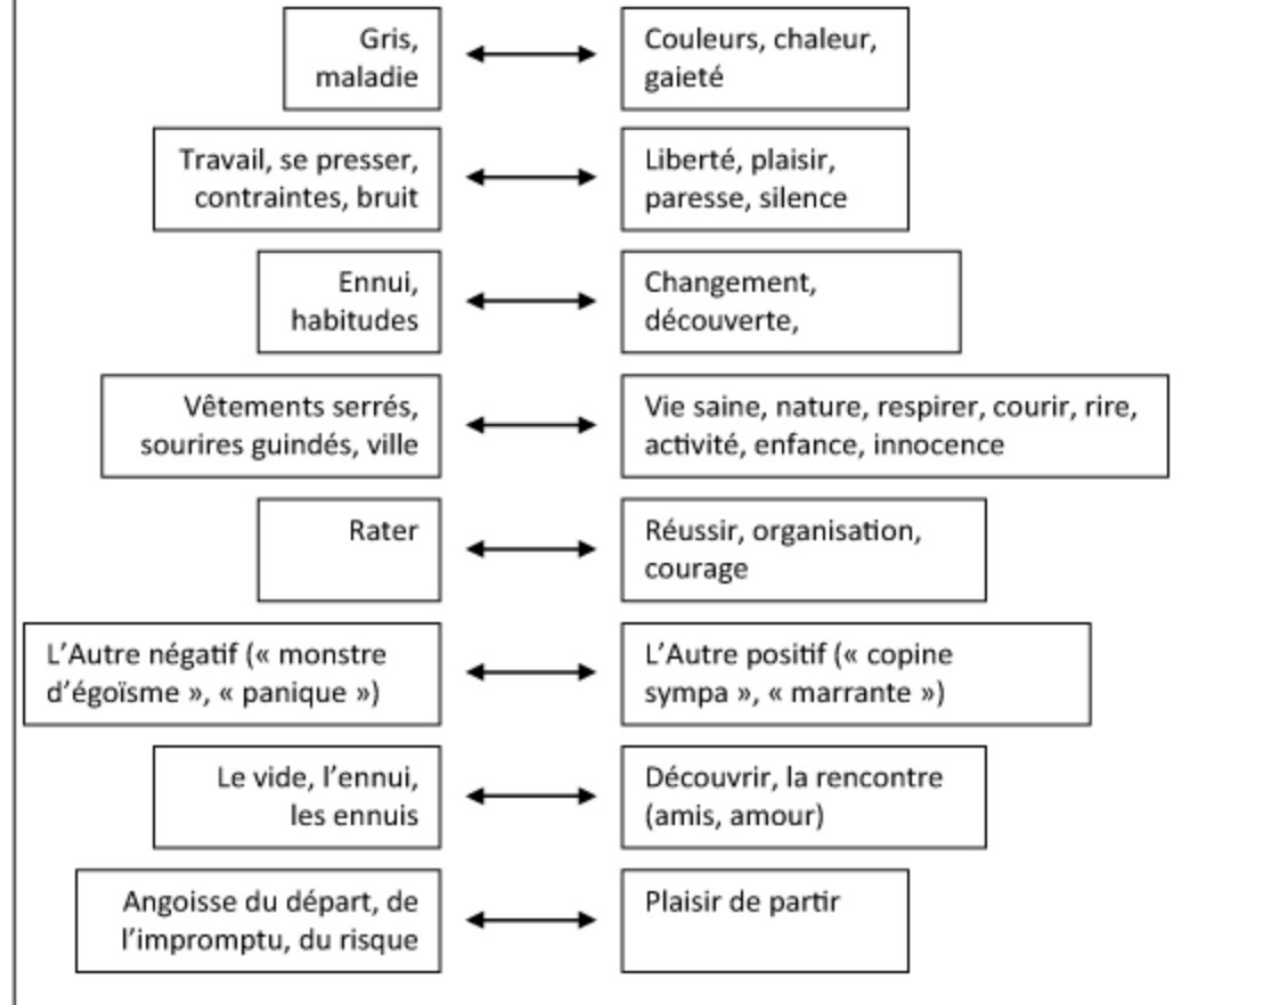 Gris,
maladie
Couleurs, chaleur,
gaieté
Travail, se presser,
contraintes, bruit
Liberté, plaisir,
paresse, silence
Ennui,
habitudes
Changement,
découverte,
Vêtements serrés,
sourires guindés, ville
Vie saine, nature, respirer, courir, rire,
activité, enfance, innocence
Rater
Réussir, organisation,
courage
L’Autre négatif (« monstre
d’égoïsme », « panique »)
L’Autre positif (« copine
sympa », « marrante »)
Le vide, l’ennui,
les ennuis
Découvrir, la rencontre
(amis, amour)
Angoisse du départ, de
l’impromptu, du risque
Plaisir de partir